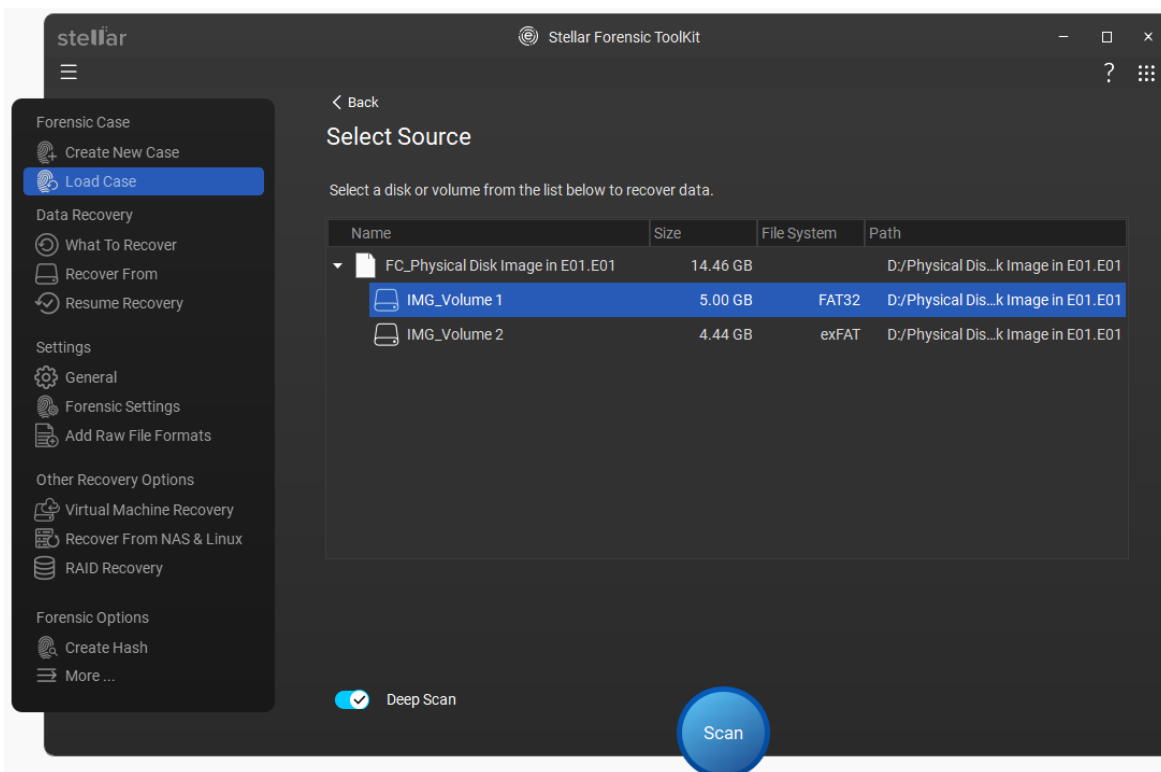 stellar
Stellar Forensic ToolKit
Forensic Case
Create New Case
Load Case
Data Recovery
What To Recover
Recover From
Resume Recovery
Settings
General
Forensic Settings
Add Raw File Formats
Other Recovery Options
Virtual Machine Recovery
Recover From NAS & Linux
RAID Recovery
Forensic Options
Create Hash
More ...
Back
Select Source
Select a disk or volume from the list below to recover data.
Name Size File System Path
FC_Physical Disk Image in E01.E01 14.46 GB D:/Physical Dis...k Image in E01.E01
IMG_Volume 1 5.00 GB FAT32 D:/Physical Dis...k Image in E01.E01
IMG_Volume 2 4.44 GB exFAT D:/Physical Dis...k Image in E01.E01
Deep Scan
Scan